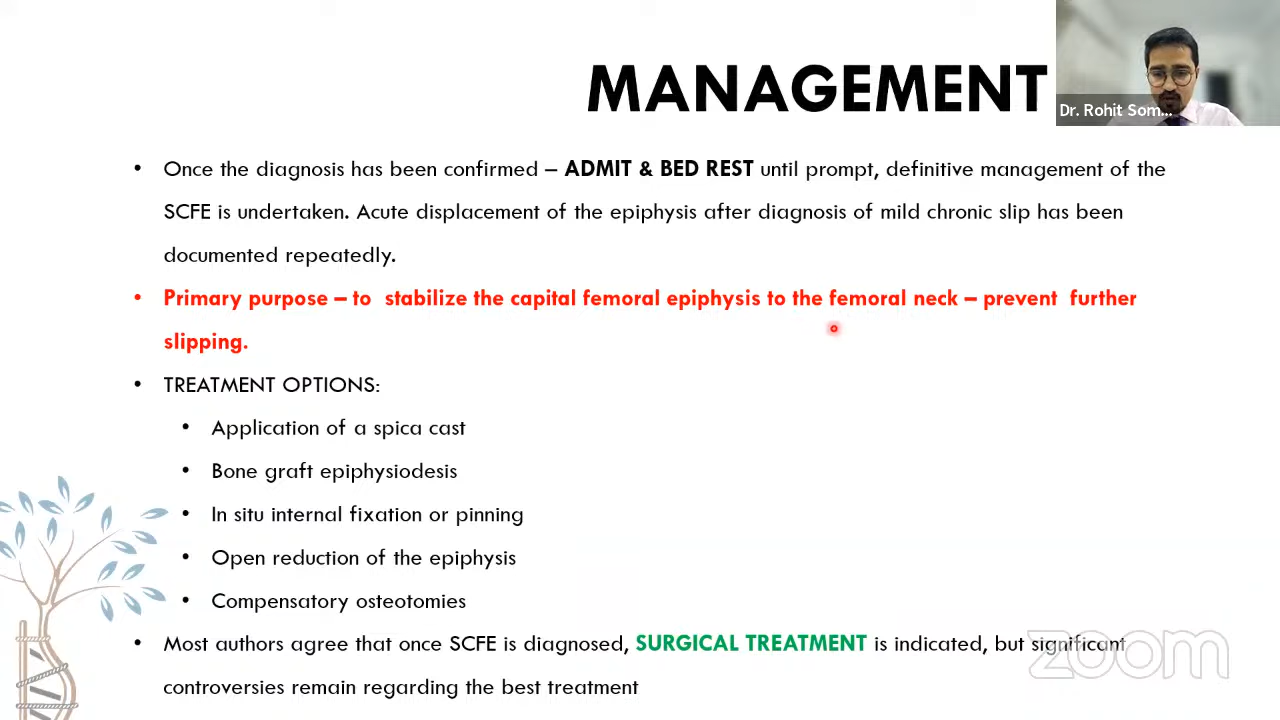 MANAGEMENT
Dr. Rohit Som...
• Once the diagnosis has been confirmed – ADMIT & BED REST until prompt, definitive management of the
SCFE is undertaken. Acute displacement of the epiphysis after diagnosis of mild chronic slip has been
documented repeatedly.
• Primary purpose – to stabilize the capital femoral epiphysis to the femoral neck – prevent further
slipping.
• TREATMENT OPTIONS:
• Application of a spica cast
• Bone graft epiphysiodesis
• In situ internal fixation or pinning
• Open reduction of the epiphysis
• Compensatory osteotomies
• Most authors agree that once SCFE is diagnosed, SURGICAL TREATMENT is indicated, but significant
controversies remain regarding the best treatment
zoom